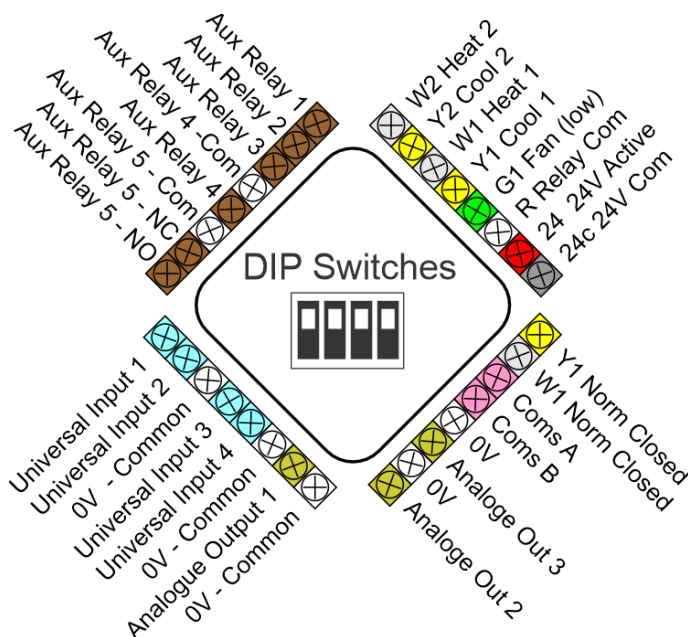 Aux Relay 1
Aux Relay 2
Aux Relay 3
Aux Relay 4 -Com
Aux Relay 4
Aux Relay 5 - Com
Aux Relay 5 - NC
Aux Relay 5 - NO
W2 Heat 2
Y2 Cool 2
W1 Heat 1
Y1 Cool 1
G1 Fan (low)
R Relay Com
24 24V Active
24c 24V Com
DIP Switches
Universal Input 1
Universal Input 2
0V - Common
Universal Input 3
Universal Input 4
0V - Common
Analogue Output 1
0V - Common
Y1 Norm Closed
W1 Norm Closed
Coms A
Coms B
0V
Analoge Out 3
0V
Analoge Out 2